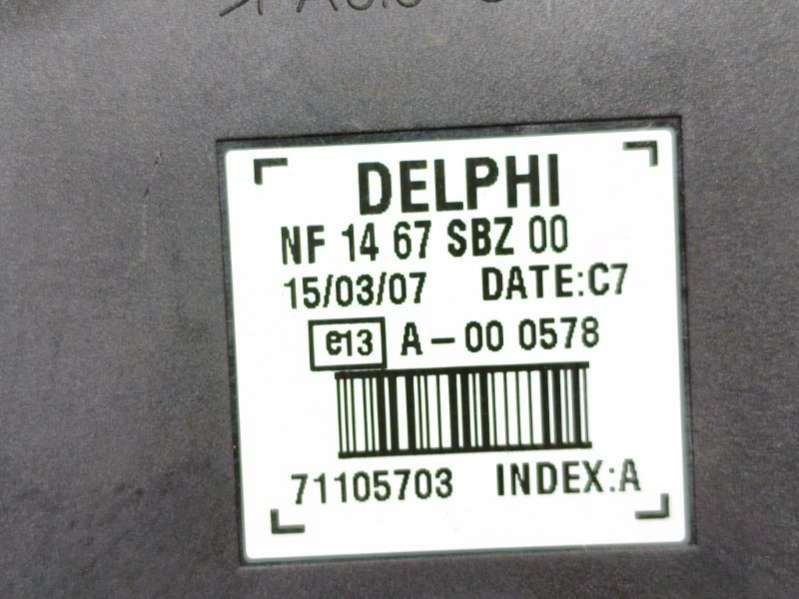 DELPHI
NF 14 67 SBZ 00
15/03/07 DATE:C7
e13 A-00 0578
71105703 INDEX:A